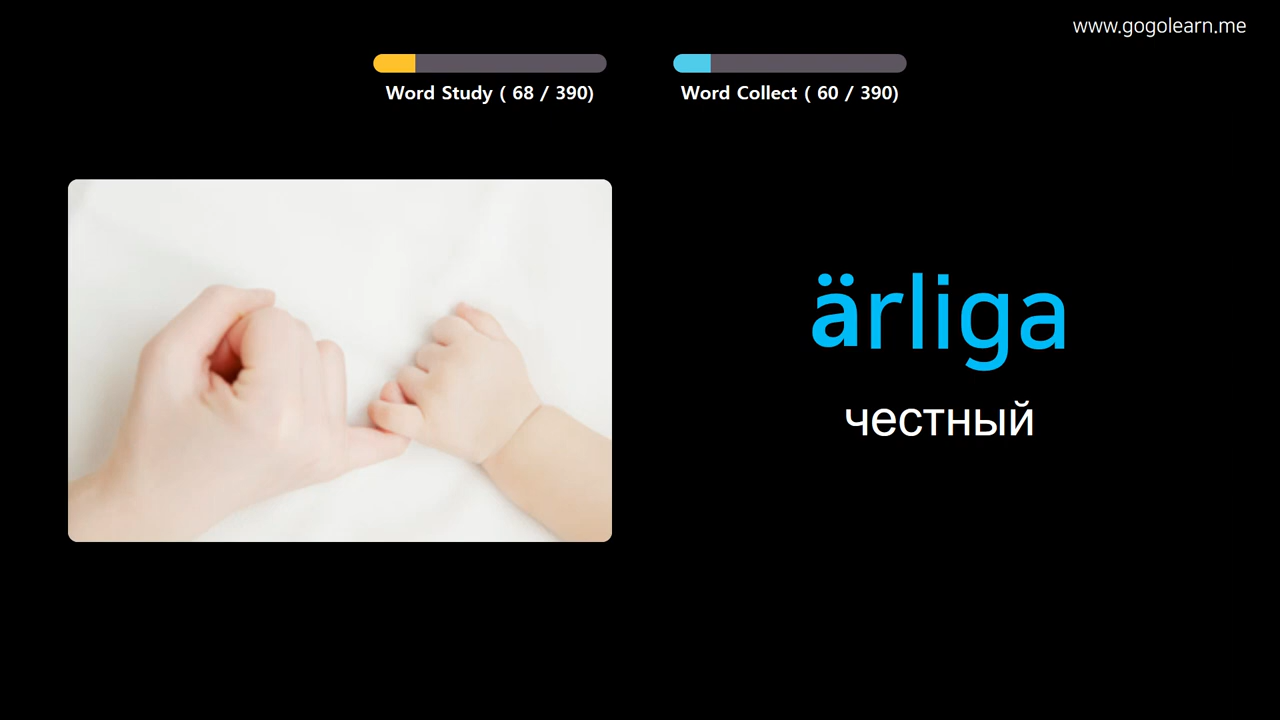 www.gogolearn.me
Word Study ( 68 / 390)
Word Collect ( 60 / 390)
ärliga
честный